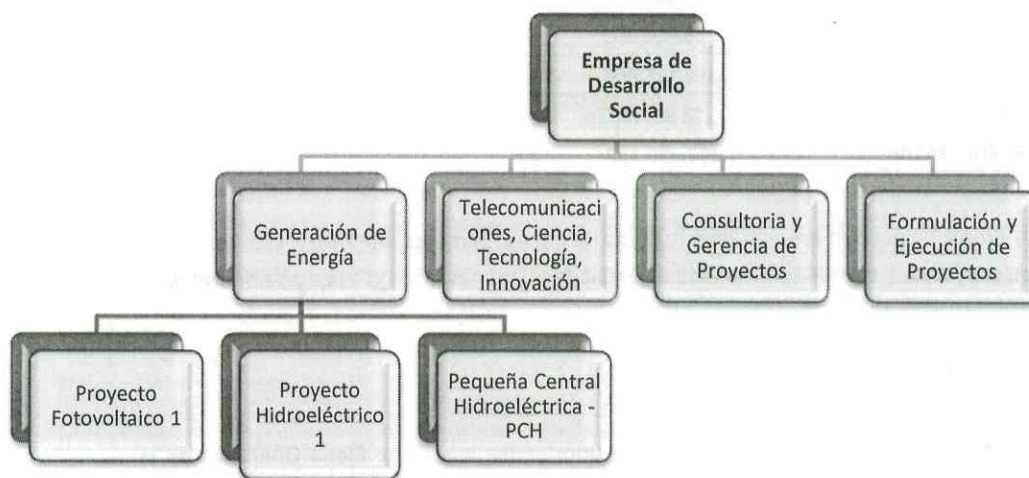 Empresa de
Desarrollo
Social
Generación de
Energía
Telecomunicaci
ones, Ciencia,
Tecnología,
Innovación
Consultoria y
Gerencia de
Proyectos
Formulación y
Ejecución de
Proyectos
Proyecto
Fotovoltaico 1
Proyecto
Hidroeléctrico
1
Pequeña Central
Hidroeléctrica -
PCH